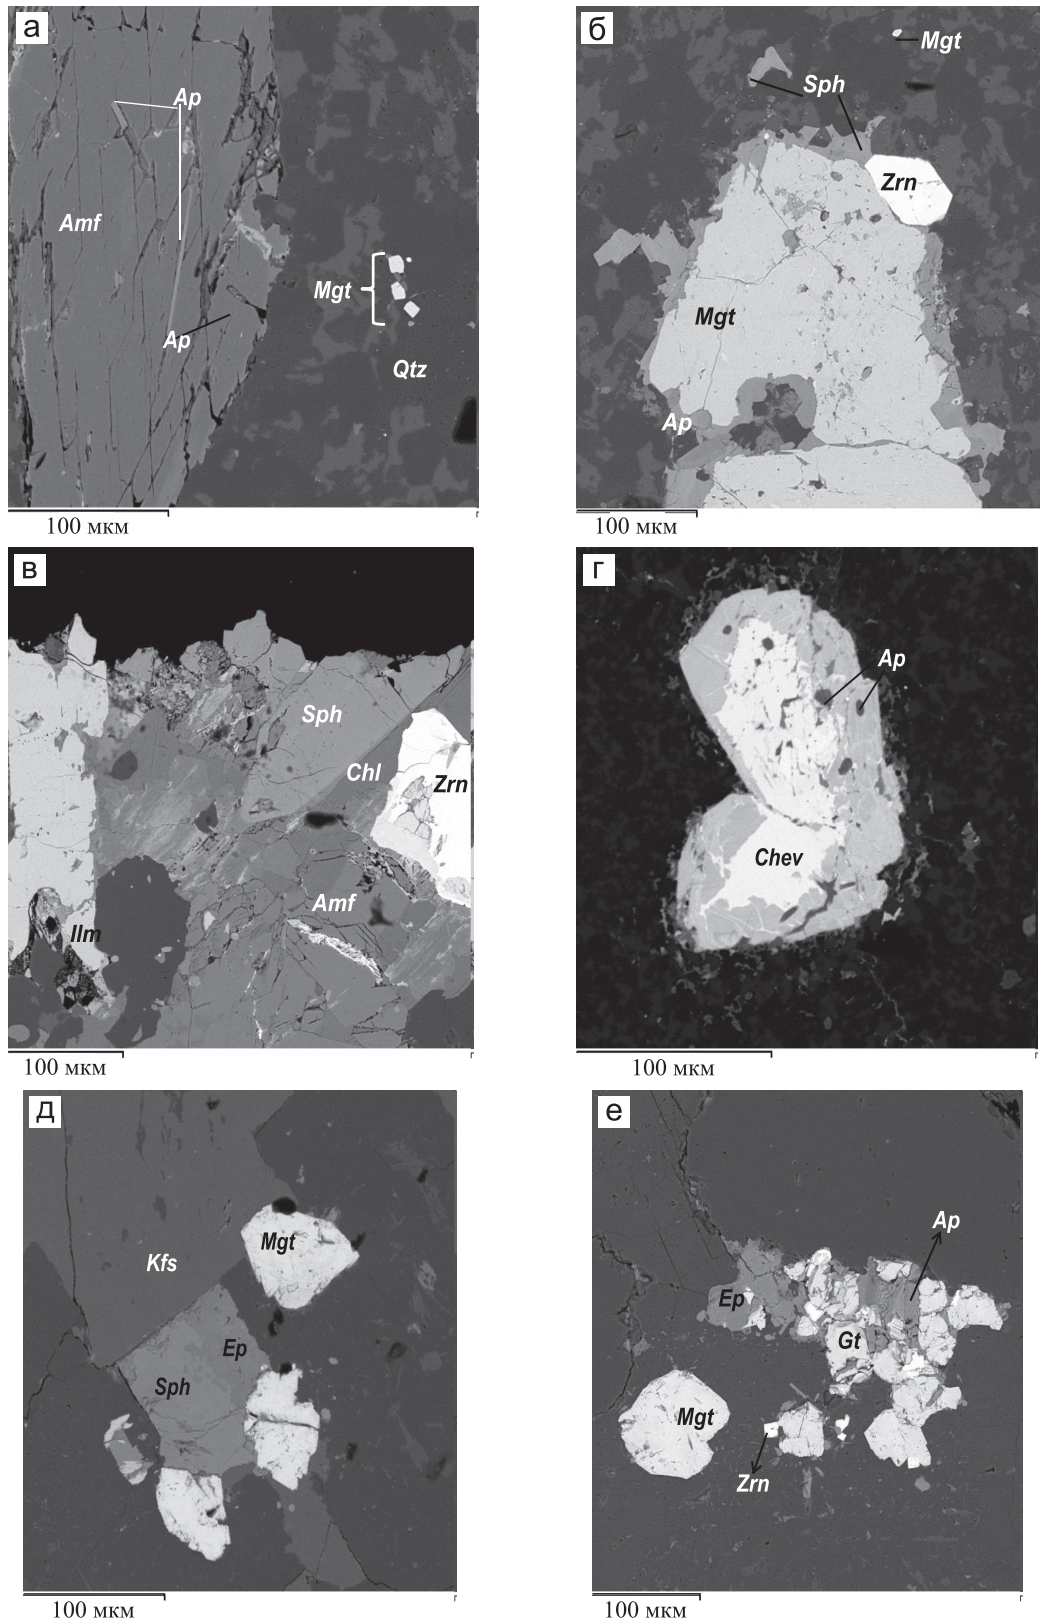 а
Ap
Amf
Mgt
Ap
Qtz
100 мкм
б
Mgt
Sph
Zrn
Mgt
Ap
100 мкм
в
Sph
Chl
Zrn
Amf
Ilm
100 мкм
г
Ap
Chev
100 мкм
д
Mgt
Kfs
Ep
Sph
100 мкм
е
Ap
Ep
Gt
Mgt
Zrn
100 мкм